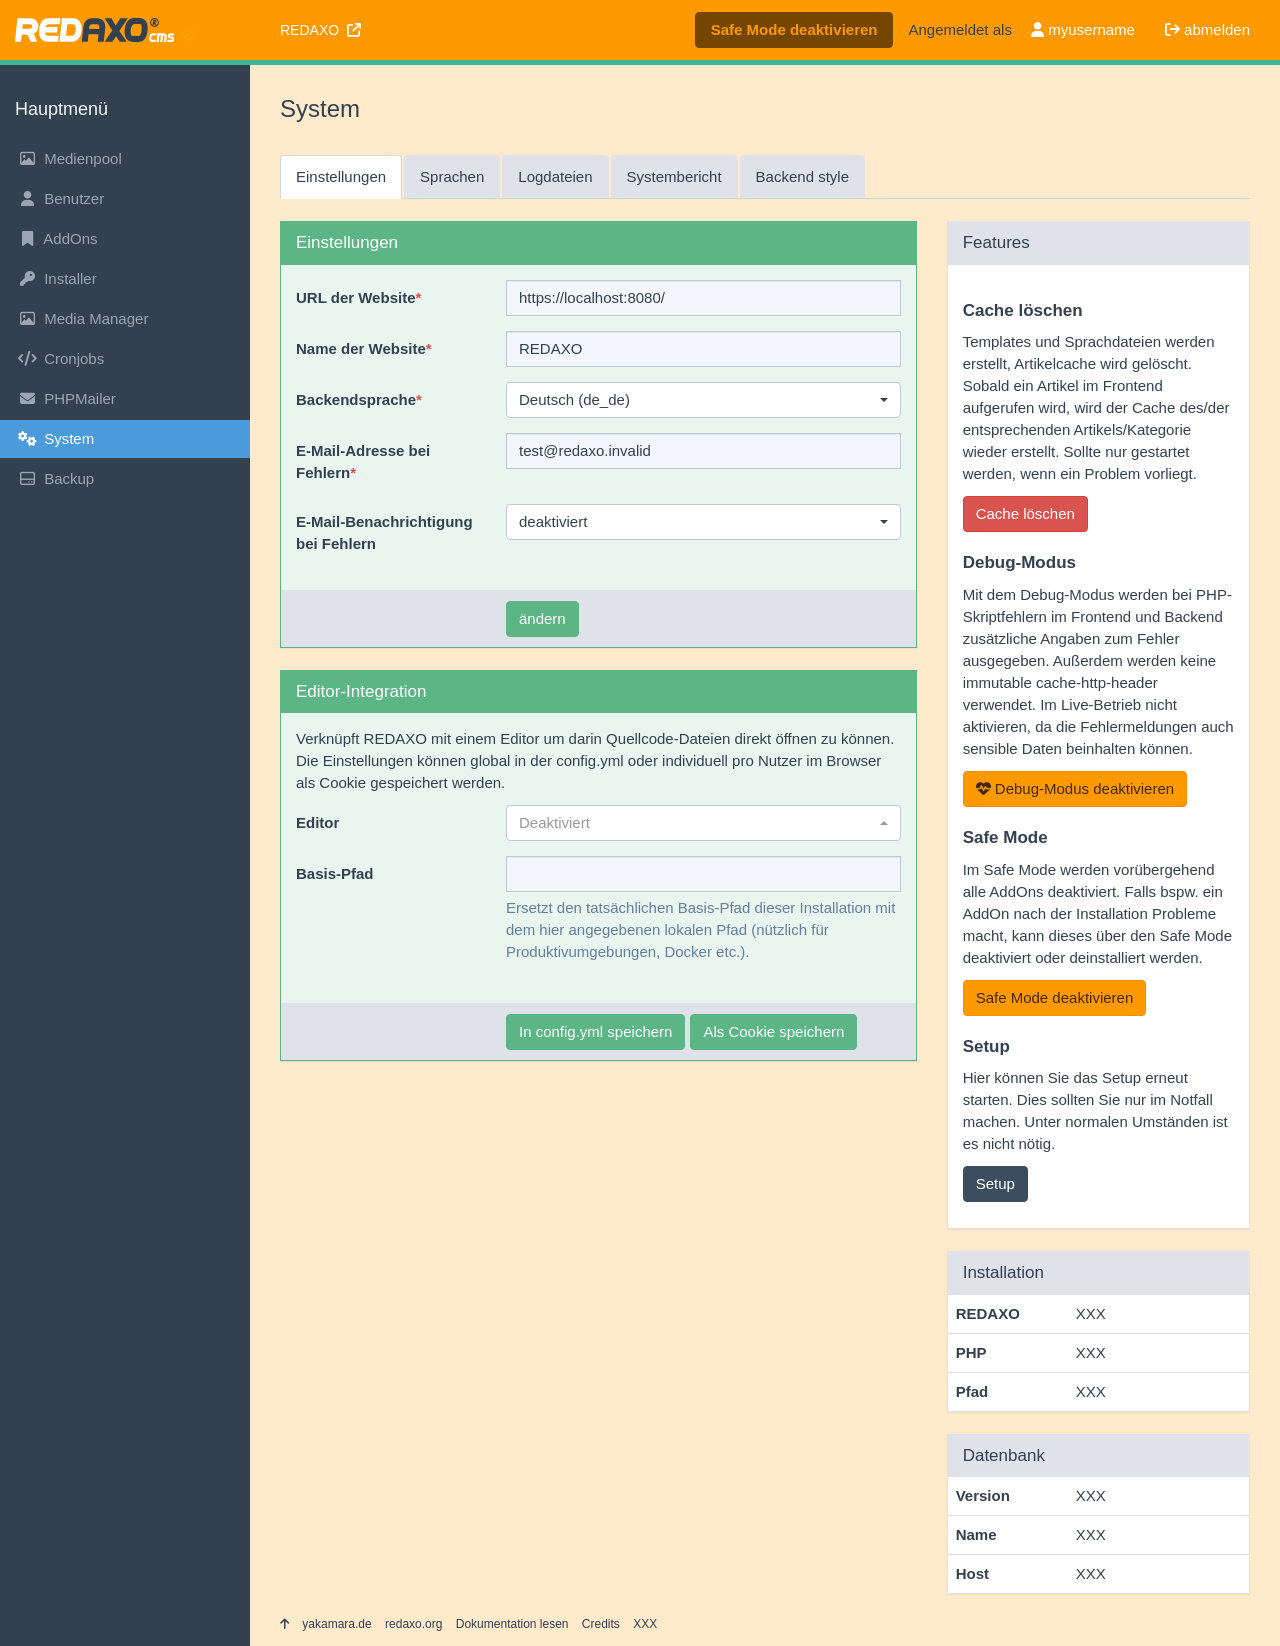 REDAXO® cms
REDAXO
Safe Mode deaktivieren
Angemeldet als
myusername
abmelden
Hauptmenü
Medienpool
Benutzer
AddOns
Installer
Media Manager
Cronjobs
PHPMailer
System
Backup
System
Einstellungen
Sprachen
Logdateien
Systembericht
Backend style
Einstellungen
URL der Website*
https://localhost:8080/
Name der Website*
REDAXO
Backendsprache*
Deutsch (de_de)
E-Mail-Adresse bei
Fehlern*
test@redaxo.invalid
E-Mail-Benachrichtigung
bei Fehlern
deaktiviert
ändern
Editor-Integration
Verknüpft REDAXO mit einem Editor um darin Quellcode-Dateien direkt öffnen zu können.
Die Einstellungen können global in der config.yml oder individuell pro Nutzer im Browser
als Cookie gespeichert werden.
Editor
Deaktiviert
Basis-Pfad
Ersetzt den tatsächlichen Basis-Pfad dieser Installation mit
dem hier angegebenen lokalen Pfad (nützlich für
Produktivumgebungen, Docker etc.).
In config.yml speichern
Als Cookie speichern
Features
Cache löschen
Templates und Sprachdateien werden
erstellt, Artikelcache wird gelöscht.
Sobald ein Artikel im Frontend
aufgerufen wird, wird der Cache des/der
entsprechenden Artikels/Kategorie
wieder erstellt. Sollte nur gestartet
werden, wenn ein Problem vorliegt.
Cache löschen
Debug-Modus
Mit dem Debug-Modus werden bei PHP-
Skriptfehlern im Frontend und Backend
zusätzliche Angaben zum Fehler
ausgegeben. Außerdem werden keine
immutable cache-http-header
verwendet. Im Live-Betrieb nicht
aktivieren, da die Fehlermeldungen auch
sensible Daten beinhalten können.
Debug-Modus deaktivieren
Safe Mode
Im Safe Mode werden vorübergehend
alle AddOns deaktiviert. Falls bspw. ein
AddOn nach der Installation Probleme
macht, kann dieses über den Safe Mode
deaktiviert oder deinstalliert werden.
Safe Mode deaktivieren
Setup
Hier können Sie das Setup erneut
starten. Dies sollten Sie nur im Notfall
machen. Unter normalen Umständen ist
es nicht nötig.
Setup
Installation
REDAXO XXX
PHP XXX
Pfad XXX
Datenbank
Version XXX
Name XXX
Host XXX
yakamara.de redaxo.org Dokumentation lesen Credits XXX